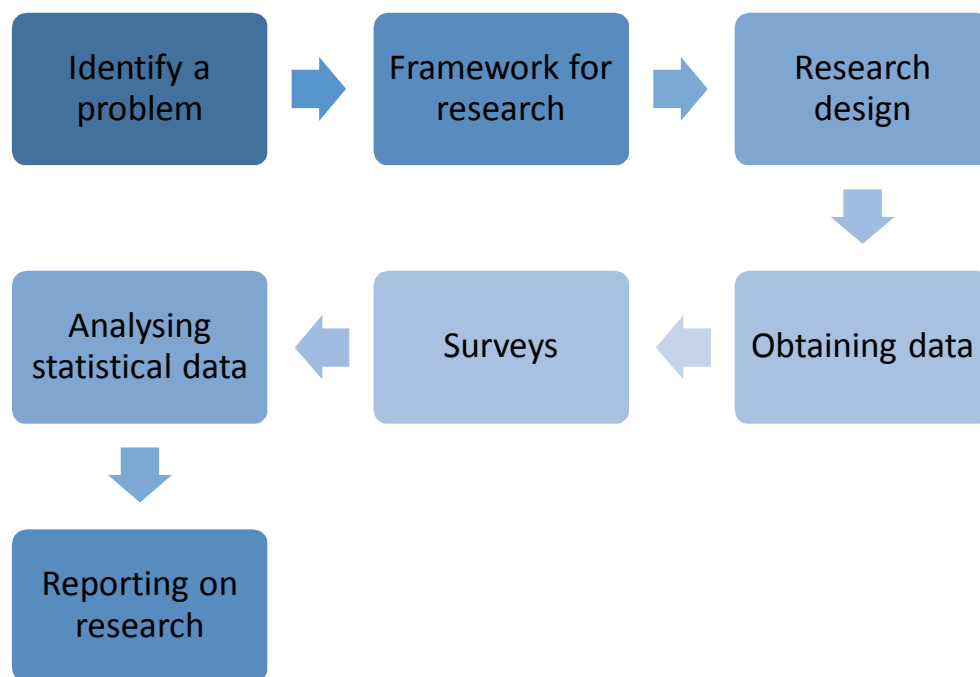 Identify a
problem
Framework for
research
Research
design
Obtaining data
Surveys
Analysing
statistical data
Reporting on
research